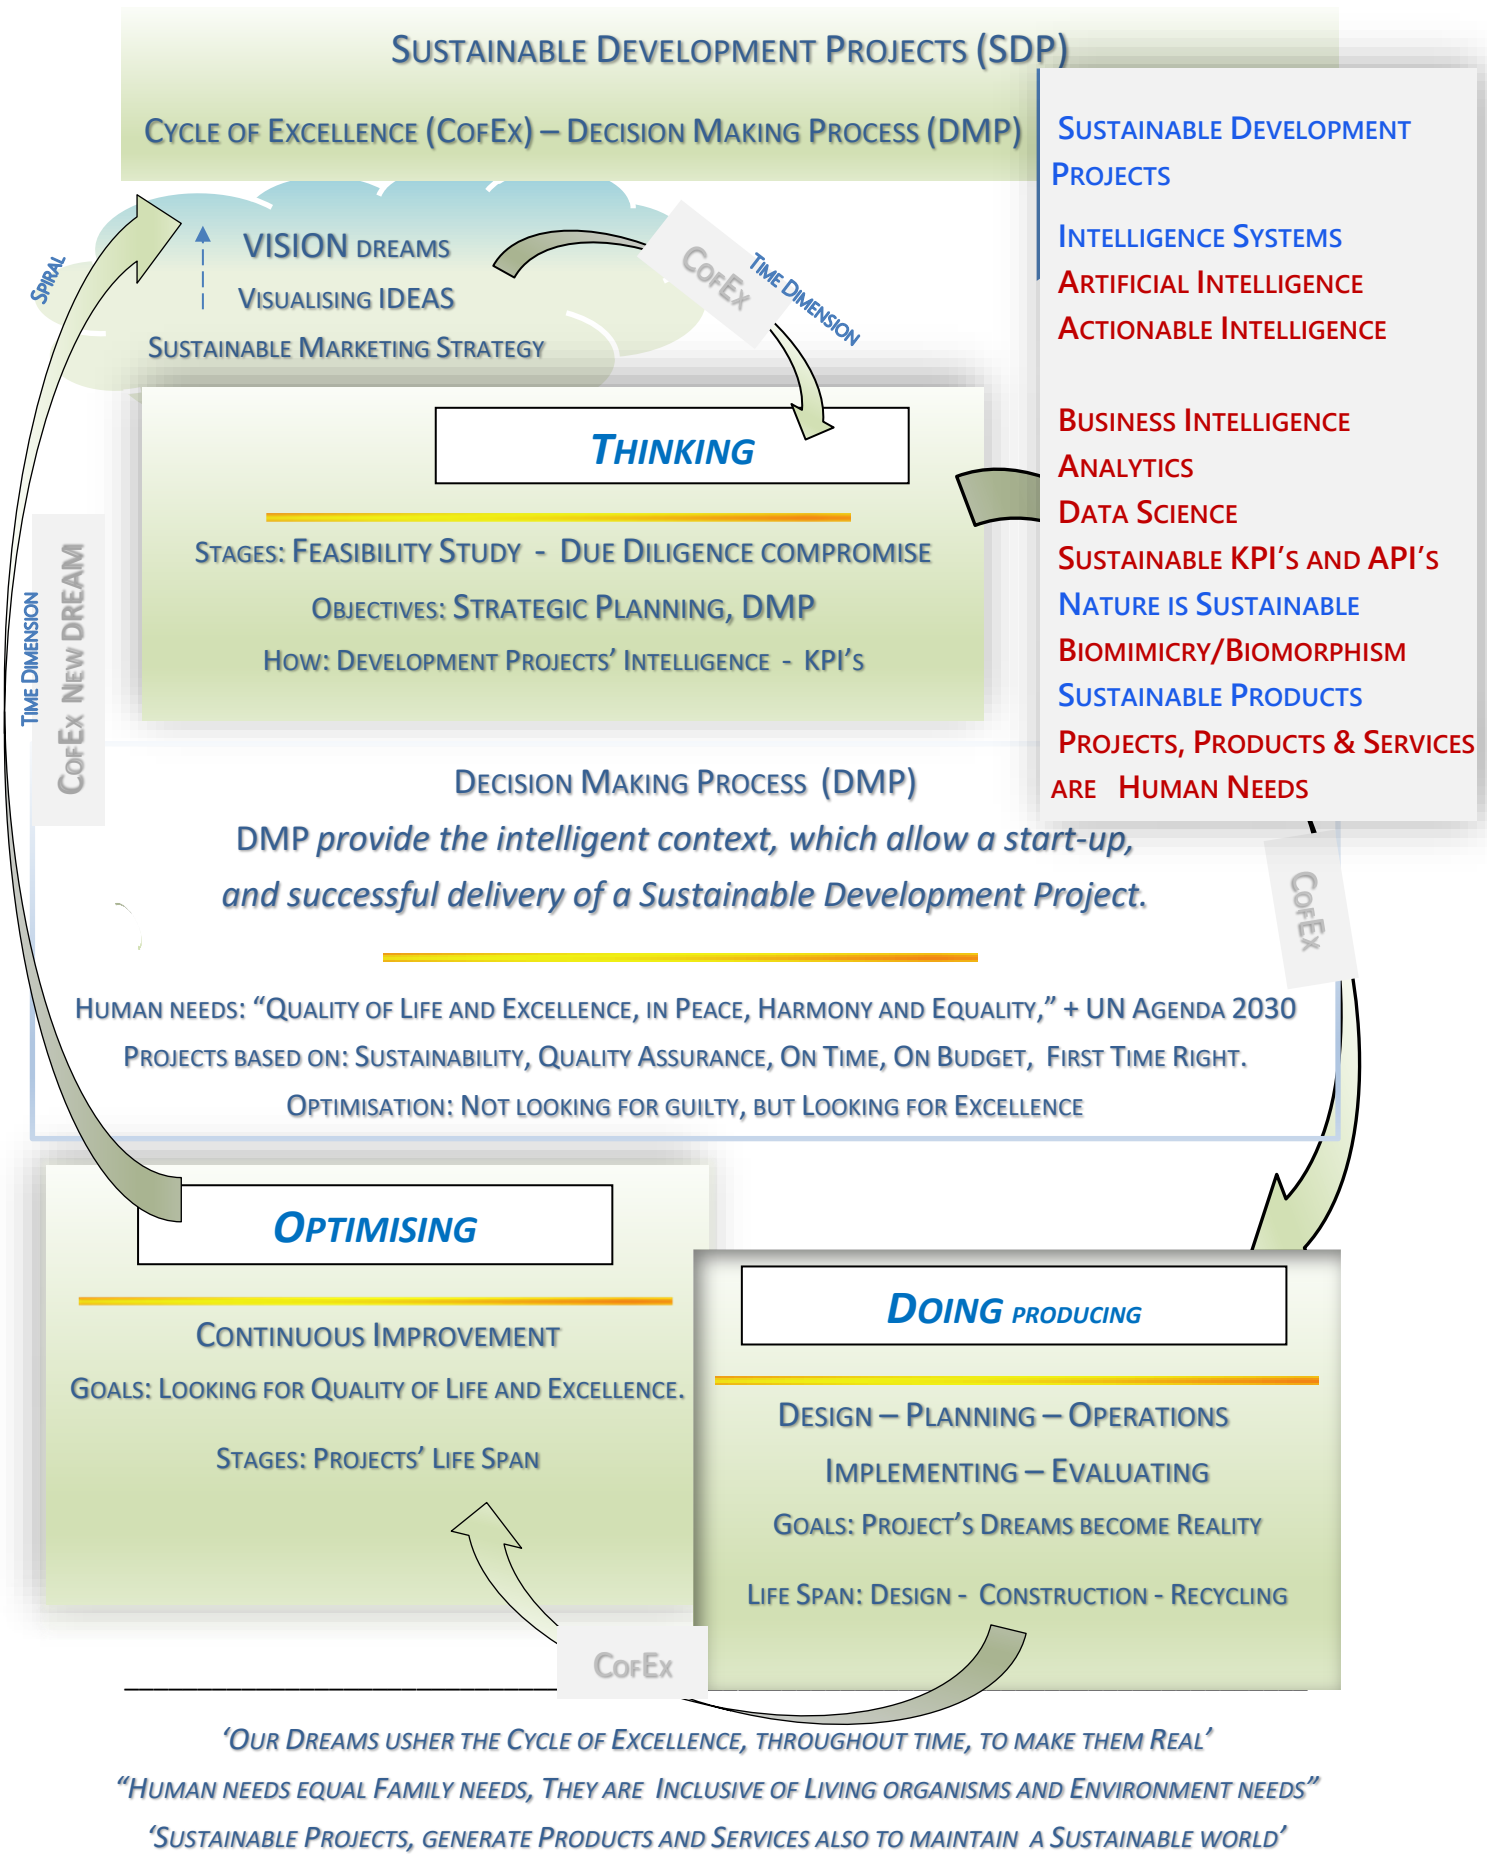 SUSTAINABLE DEVELOPMENT PROJECTS (SDP)
CYCLE OF EXCELLENCE (COFEX) – DECISION MAKING PROCESS (DMP)
SUSTAINABLE DEVELOPMENT
PROJECTS
INTELLIGENCE SYSTEMS
ARTIFICIAL INTELLIGENCE
ACTIONABLE INTELLIGENCE
BUSINESS INTELLIGENCE
ANALYTICS
DATA SCIENCE
SUSTAINABLE KPI'S AND API'S
NATURE IS SUSTAINABLE
BIOMIMICRY/BIOMORPHISM
SUSTAINABLE PRODUCTS
PROJECTS, PRODUCTS & SERVICES
ARE HUMAN NEEDS
SPIRAL
VISION DREAMS
VISUALISING IDEAS
SUSTAINABLE MARKETING STRATEGY
COFEX
TIME DIMENSION
THINKING
STAGES: FEASIBILITY STUDY - DUE DILIGENCE COMPROMISE
OBJECTIVES: STRATEGIC PLANNING, DMP
HOW: DEVELOPMENT PROJECTS' INTELLIGENCE - KPI'S
TIME DIMENSION
COFEX NEW DREAM
DECISION MAKING PROCESS (DMP)
DMP provide the intelligent context, which allow a start-up,
and successful delivery of a Sustainable Development Project.
COFEX
HUMAN NEEDS: “QUALITY OF LIFE AND EXCELLENCE, IN PEACE, HARMONY AND EQUALITY,” + UN AGENDA 2030
PROJECTS BASED ON: SUSTAINABILITY, QUALITY ASSURANCE, ON TIME, ON BUDGET, FIRST TIME RIGHT.
OPTIMISATION: NOT LOOKING FOR GUILTY, BUT LOOKING FOR EXCELLENCE
OPTIMISING
CONTINUOUS IMPROVEMENT
GOALS: LOOKING FOR QUALITY OF LIFE AND EXCELLENCE.
STAGES: PROJECTS' LIFE SPAN
DOING PRODUCING
DESIGN – PLANNING – OPERATIONS
IMPLEMENTING – EVALUATING
GOALS: PROJECT'S DREAMS BECOME REALITY
LIFE SPAN: DESIGN - CONSTRUCTION - RECYCLING
COFEX
‘OUR DREAMS USHER THE CYCLE OF EXCELLENCE, THROUGHOUT TIME, TO MAKE THEM REAL’
“HUMAN NEEDS EQUAL FAMILY NEEDS, THEY ARE INCLUSIVE OF LIVING ORGANISMS AND ENVIRONMENT NEEDS”
‘SUSTAINABLE PROJECTS, GENERATE PRODUCTS AND SERVICES ALSO TO MAINTAIN A SUSTAINABLE WORLD’